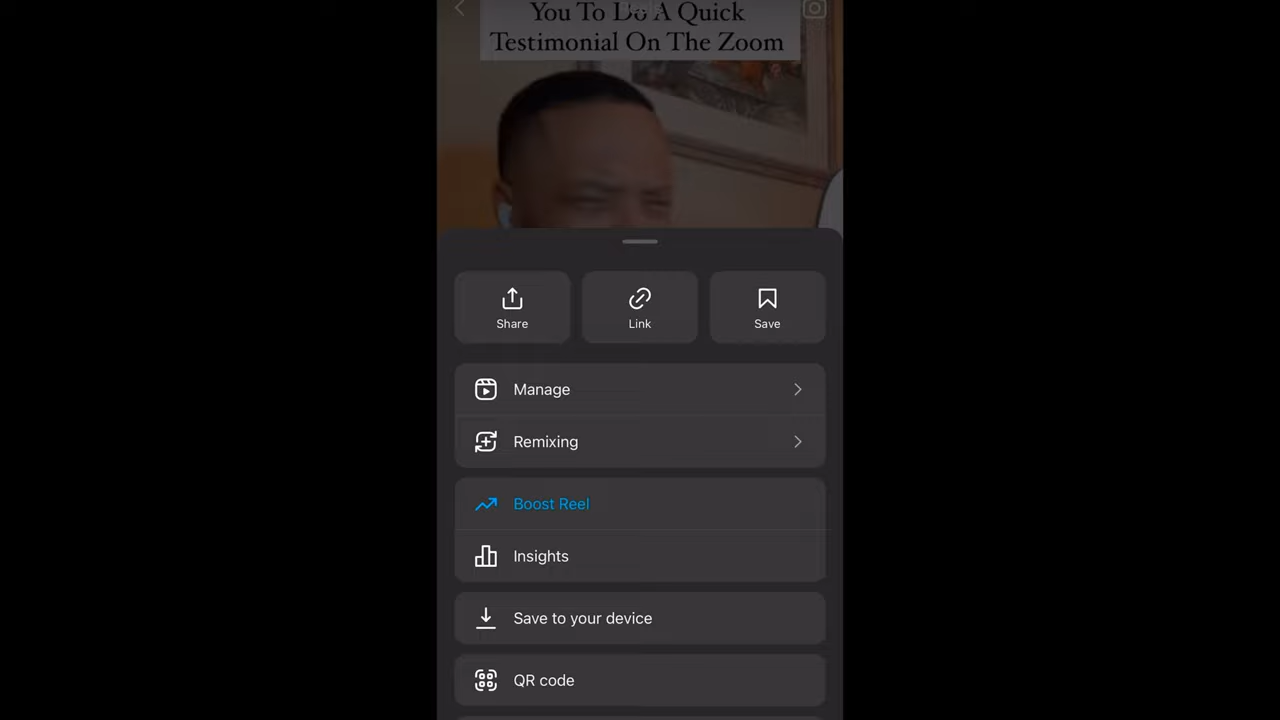 You To Do A Quick
Testimonial On The Zoom
Share
Link
Save
Manage
Remixing
Boost Reel
Insights
Save to your device
QR code